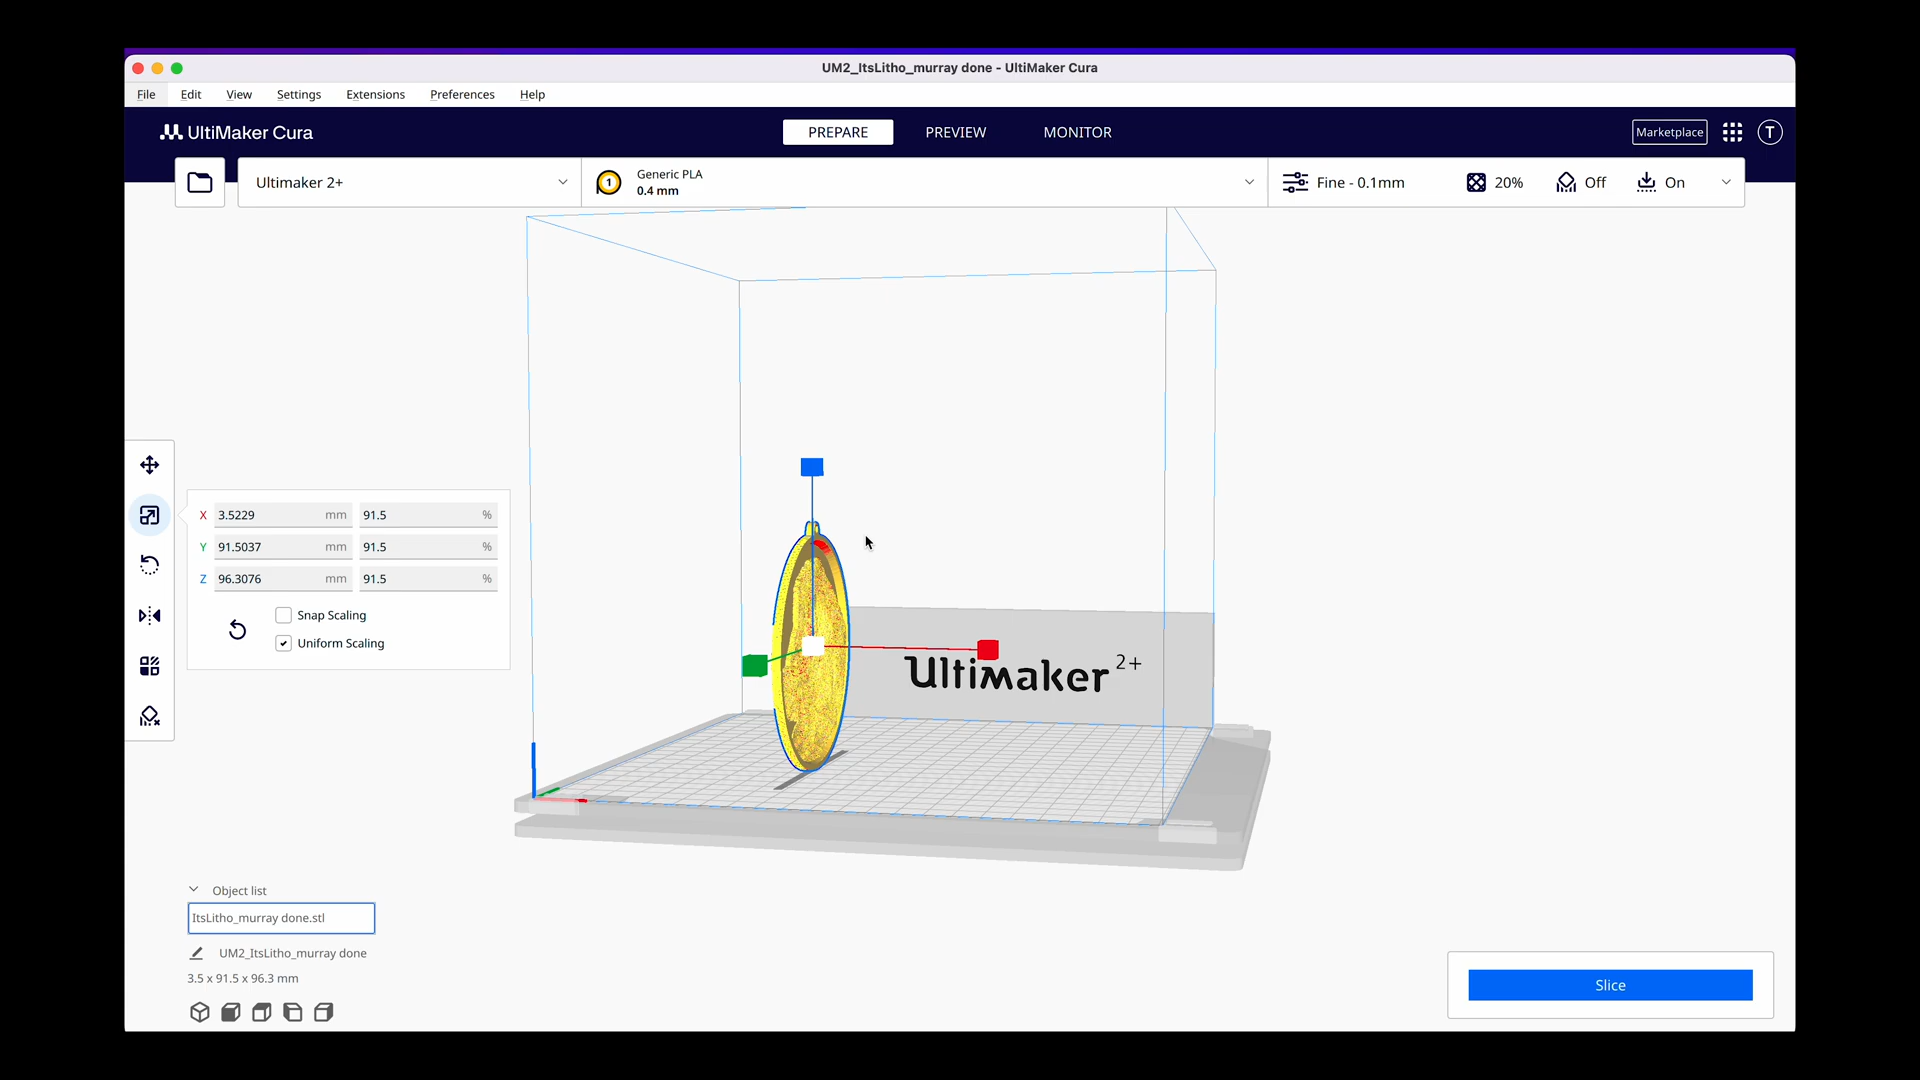 UM2_ItsLitho_murray done - UltiMaker Cura
File Edit View Settings Extensions Preferences Help
UltiMaker Cura PREPARE PREVIEW MONITOR Marketplace T
Ultimaker 2+ 1 Generic PLA
0.4 mm
Fine - 0.1mm 20% Off On
X 3.5229 mm 91.5 %
Y 91.5037 mm 91.5 %
Z 96.3076 mm 91.5 %
Snap Scaling
Uniform Scaling
Ultimaker 2+
Object list
ItsLitho_murray done.stl
UM2_ItsLitho_murray done
3.5 x 91.5 x 96.3 mm
Slice